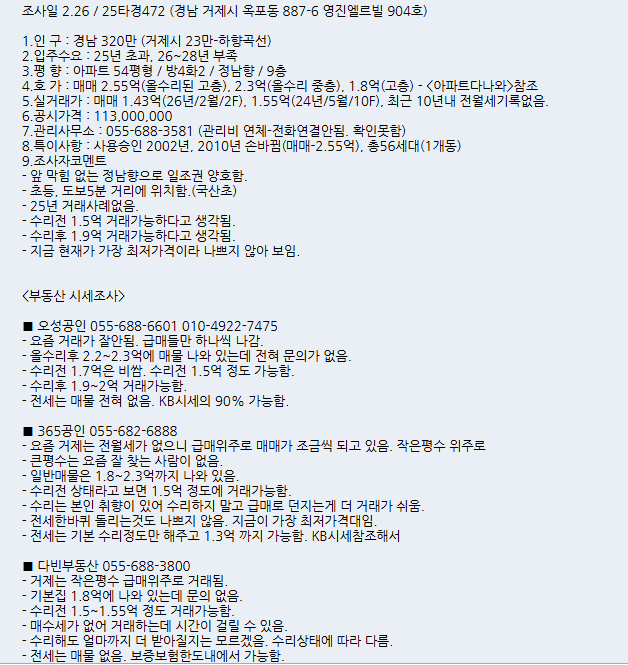 조사일 2.26 / 25타경472 (경남 거제시 옥포동 887-6 영진엘르빌 904호)
1.인 구 : 경남 320만 (거제시 23만-하향곡선)
2.입주수요 : 25년 초과, 26~28년 부족
3.평 향 : 아파트 54평형 / 방4화2 / 정남향 / 9층
4.호 가 : 매매 2.55억(올수리된 고층), 2.3억(올수리 중층), 1.8억(고층) - <아파트다나와>참조
5.실거래가 : 매매 1.43억(26년/2월/2F), 1.55억(24년/5월/10F), 최근 10년내 전월세기록없음.
6.공시가격 : 113,000,000
7.관리사무소 : 055-688-3581 (관리비 연체-전화연결안됨. 확인못함)
8.특이사항 : 사용승인 2002년, 2010년 손바뀜(매매-2.55억), 총56세대(1개동)
9.조사자코멘트
- 앞 막힘 없는 정남향으로 일조권 양호함.
- 초등, 도보5분 거리에 위치함.(국산초)
- 25년 거래사례없음.
- 수리전 1.5억 거래가능하다고 생각됨.
- 수리후 1.9억 거래가능하다고 생각됨.
- 지금 현재가 가장 최저가격이라 나쁘지 않아 보임.
<부동산 시세조사>
■ 오성공인 055-688-6601 010-4922-7475
- 요즘 거래가 잘안됨. 급매들만 하나씩 나감.
- 올수리후 2.2~2.3억에 매물 나와 있는데 전혀 문의가 없음.
- 수리전 1.7억은 비쌈. 수리전 1.5억 정도 가능함.
- 수리후 1.9~2억 거래가능함.
- 전세는 매물 전혀 없음. KB시세의 90% 가능함.
■ 365공인 055-682-6888
- 요즘 거제는 전월세가 없으니 급매위주로 매매가 조금씩 되고 있음. 작은평수 위주로
- 큰평수는 요즘 잘 찾는 사람이 없음.
- 일반매물은 1.8~2.3억까지 나와 있음.
- 수리전 상태라고 보면 1.5억 정도에 거래가능함.
- 수리는 본인 취향이 있어 수리하지 말고 급매로 던지는게 더 거래가 쉬움.
- 전세한바퀴 돌리는것도 나쁘지 않음. 지금이 가장 최저가격대임.
- 전세는 기본 수리정도만 해주고 1.3억 까지 가능함. KB시세참조해서
■ 다빈부동산 055-688-3800
- 거제는 작은평수 급매위주로 거래됨.
- 기본집 1.8억에 나와 있는데 문의 없음.
- 수리전 1.5~1.55억 정도 거래가능함.
- 매수세가 없어 거래하는데 시간이 걸릴 수 있음.
- 수리해도 얼마까지 더 받아질지는 모르겠음. 수리상태에 따라 다름.
- 전세는 매물 없음. 보증보험한도내에서 가능함.